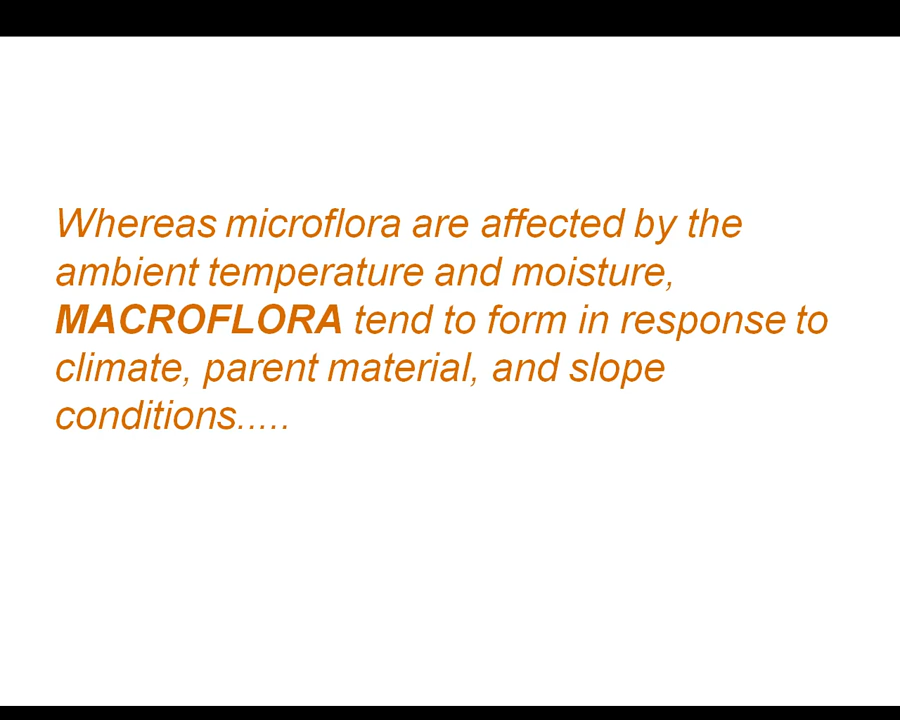 Whereas microflora are affected by the
ambient temperature and moisture,
MACROFLORA tend to form in response to
climate, parent material, and slope
conditions.....